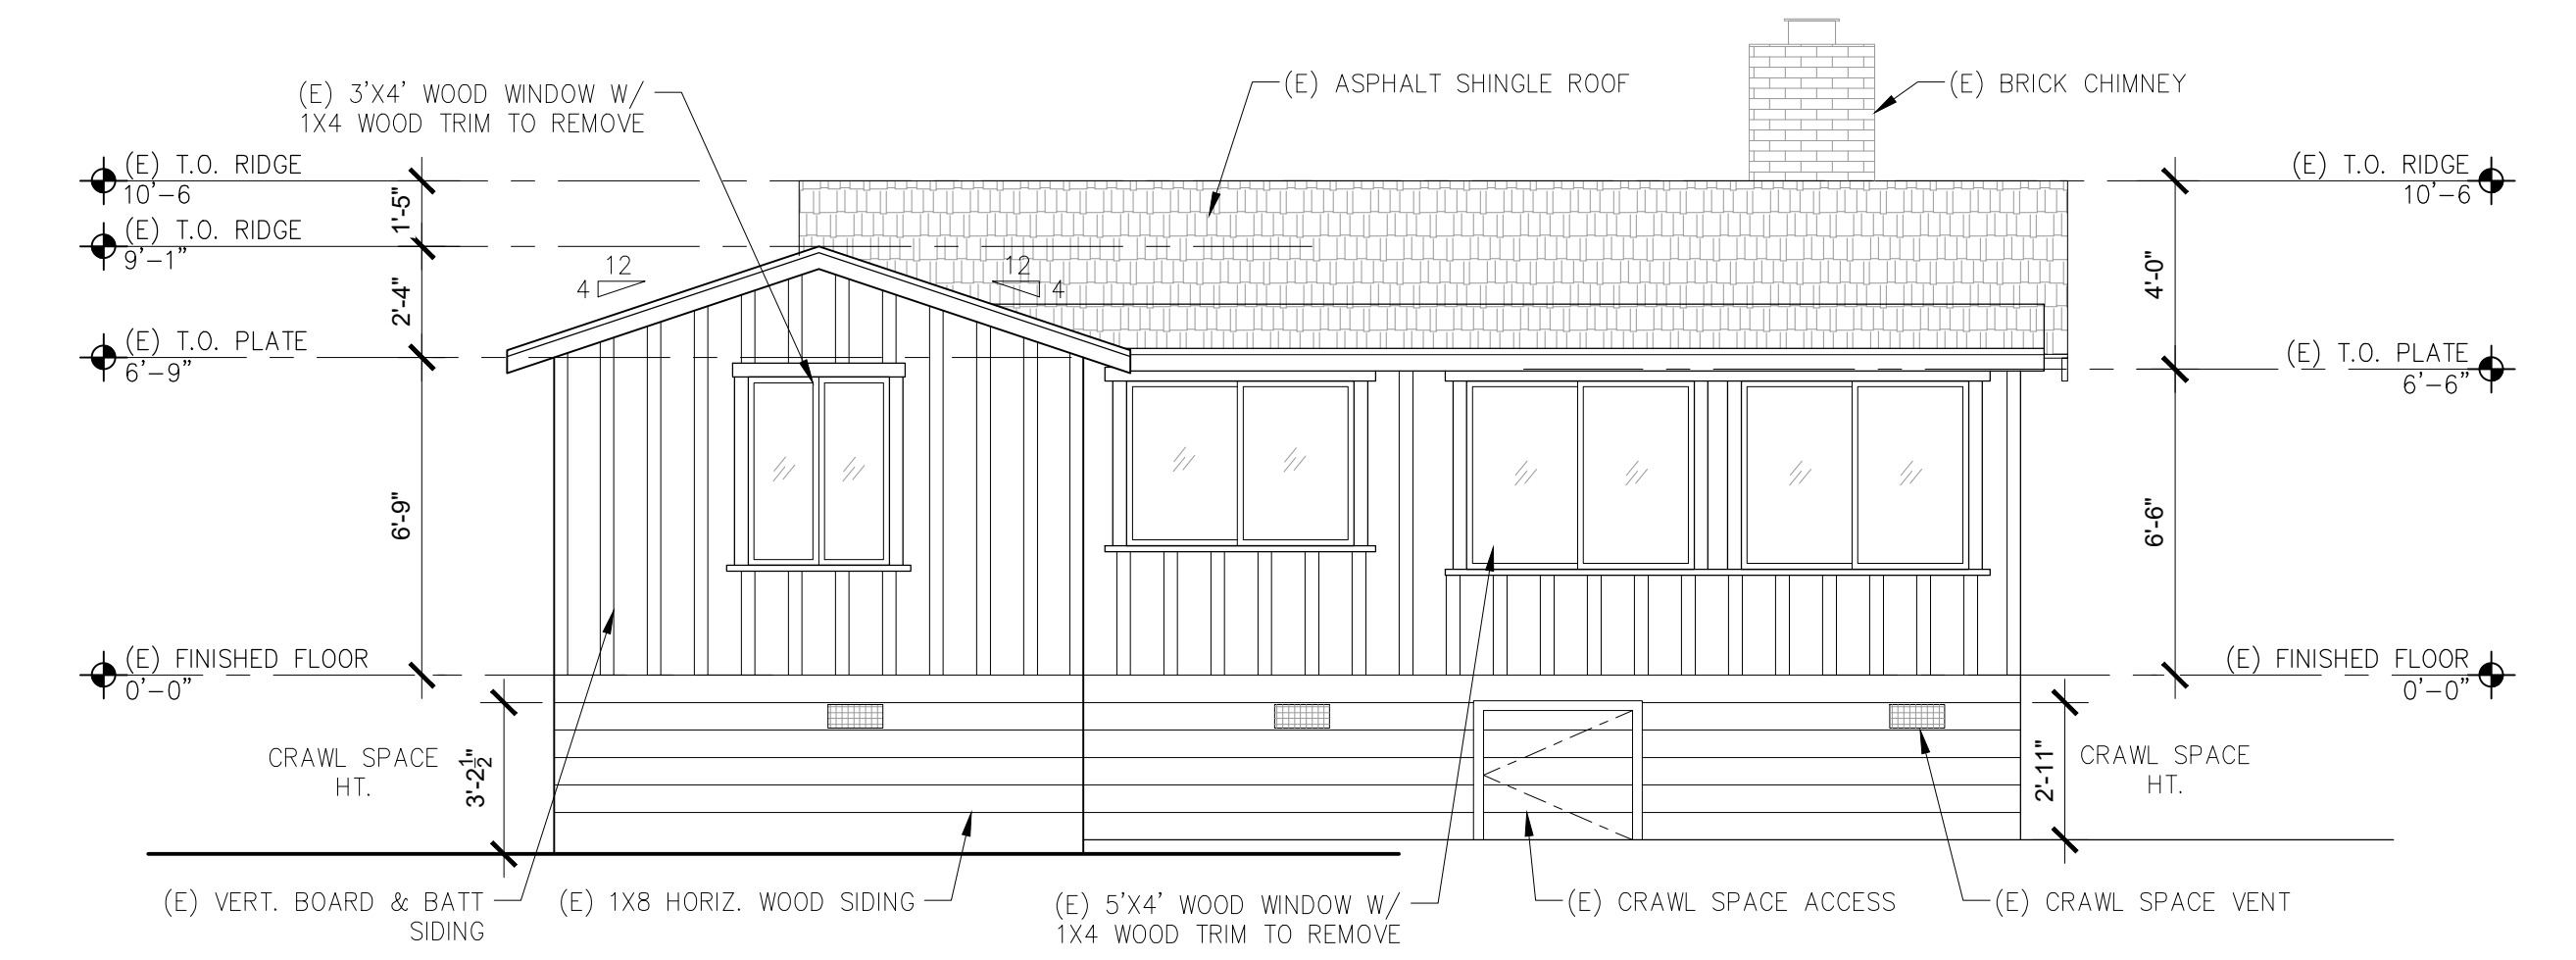 (E) ASPHALT SHINGLE ROOF
(E) BRICK CHIMNEY
(E) 3'X4' WOOD WINDOW W/
1X4 WOOD TRIM TO REMOVE
(E) T.O. RIDGE
10'-6
1'-5"
(E) T.O. RIDGE
9'-1"
2'-4"
(E) T.O. PLATE
6'-9"
6'-9"
(E) FINISHED FLOOR
0'-0"
12
4
12
4
(E) T.O. RIDGE
10'-6
4'-0"
(E) T.O. PLATE
6'-6"
6'-6"
(E) FINISHED FLOOR
0'-0"
CRAWL SPACE
HT.
3'-2½"
2'-11"
CRAWL SPACE
HT.
(E) VERT. BOARD & BATT
SIDING
(E) 1X8 HORIZ. WOOD SIDING
(E) 5'X4' WOOD WINDOW W/
1X4 WOOD TRIM TO REMOVE
(E) CRAWL SPACE ACCESS
(E) CRAWL SPACE VENT